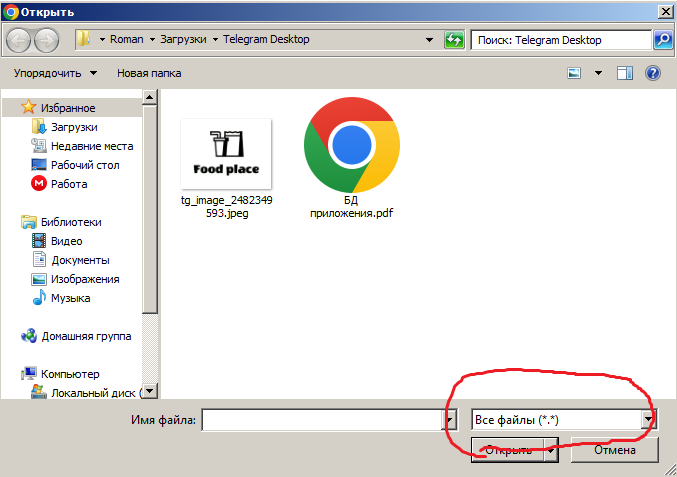 Открыть
Roman Загрузки Telegram Desktop
Поиск: Telegram Desktop
Упорядочить Новая папка
Избранное
Загрузки
Недавние места
Рабочий стол
Работа
Библиотеки
Видео
Документы
Изображения
Музыка
Домашняя группа
Компьютер
Локальный диск (
Food place
tg_image_2482349
593.jpeg
БД
приложения.pdf
Имя файла:
Все файлы (*.*)
Открыть Отмена